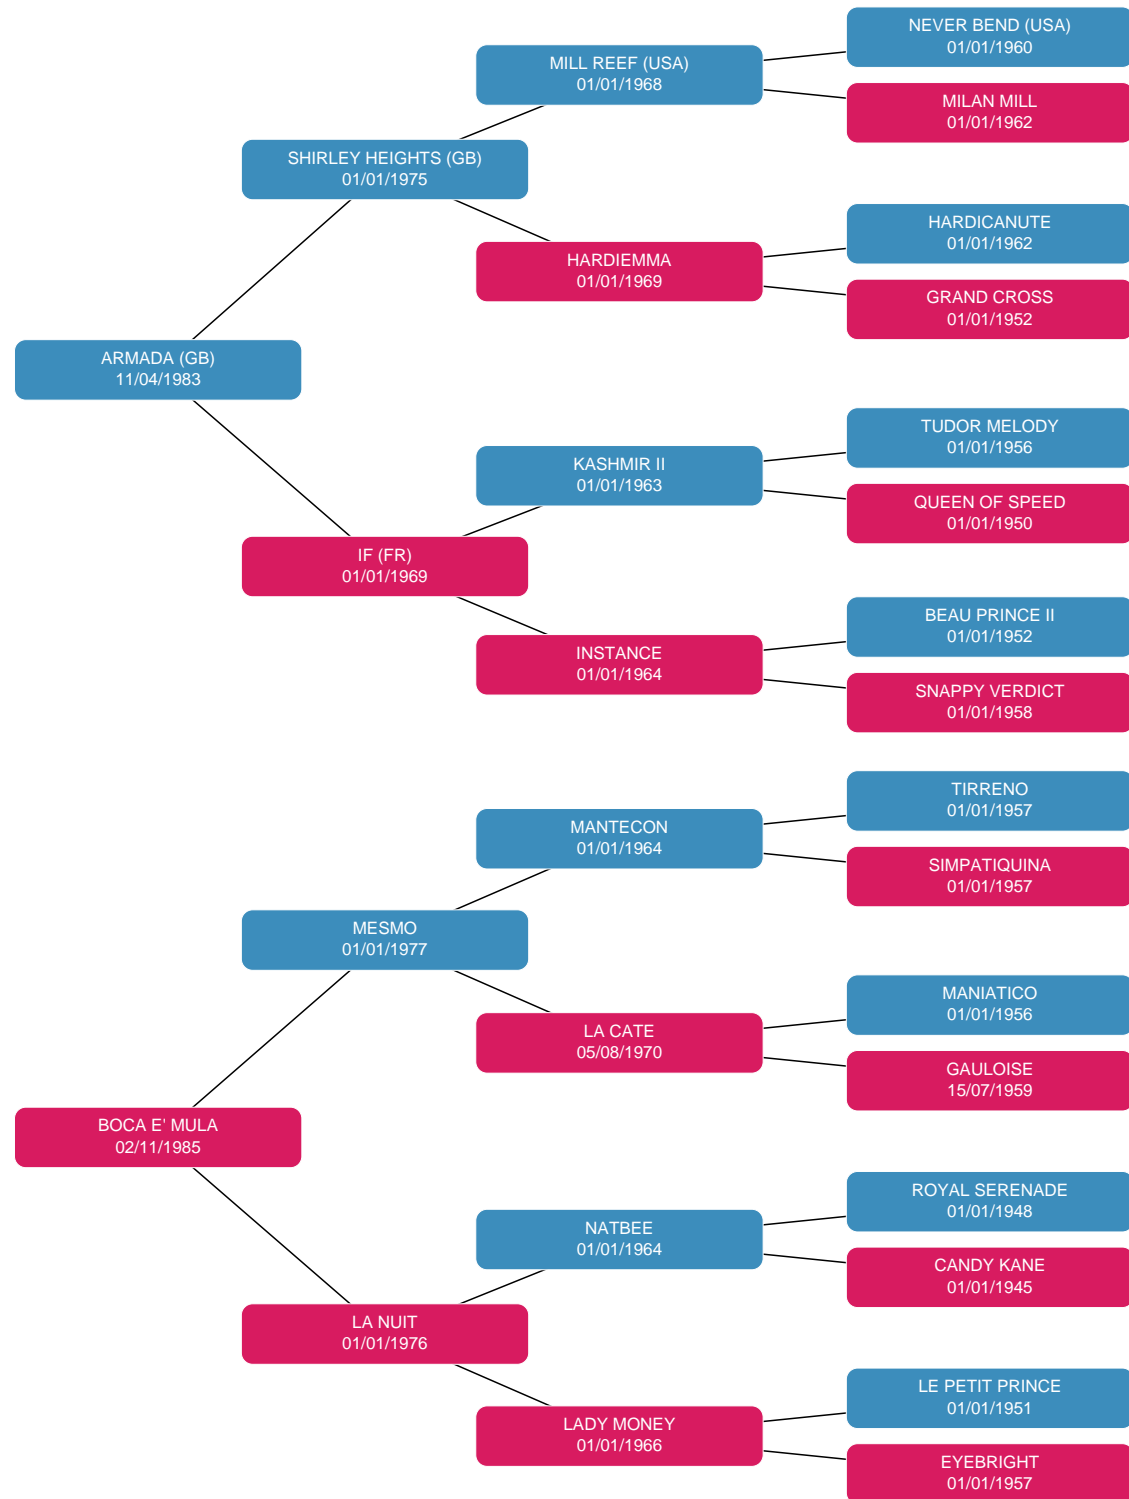 NEVER BEND (USA)
01/01/1960
MILL REEF (USA)
01/01/1968
MILAN MILL
01/01/1962
SHIRLEY HEIGHTS (GB)
01/01/1975
HARDICANUTE
01/01/1962
HARDIEMMA
01/01/1969
GRAND CROSS
01/01/1952
ARMADA (GB)
11/04/1983
TUDOR MELODY
01/01/1956
KASHMIR II
01/01/1963
QUEEN OF SPEED
01/01/1950
IF (FR)
01/01/1969
BEAU PRINCE II
01/01/1952
INSTANCE
01/01/1964
SNAPPY VERDICT
01/01/1958
TIRRENO
01/01/1957
MANTECON
01/01/1964
SIMPATIQUINA
01/01/1957
MESMO
01/01/1977
MANIATICO
01/01/1956
LA CATE
05/08/1970
GAULOISE
15/07/1959
BOCA E' MULA
02/11/1985
ROYAL SERENADE
01/01/1948
NATBEE
01/01/1964
CANDY KANE
01/01/1945
LA NUIT
01/01/1976
LE PETIT PRINCE
01/01/1951
LADY MONEY
01/01/1966
EYEBRIGHT
01/01/1957